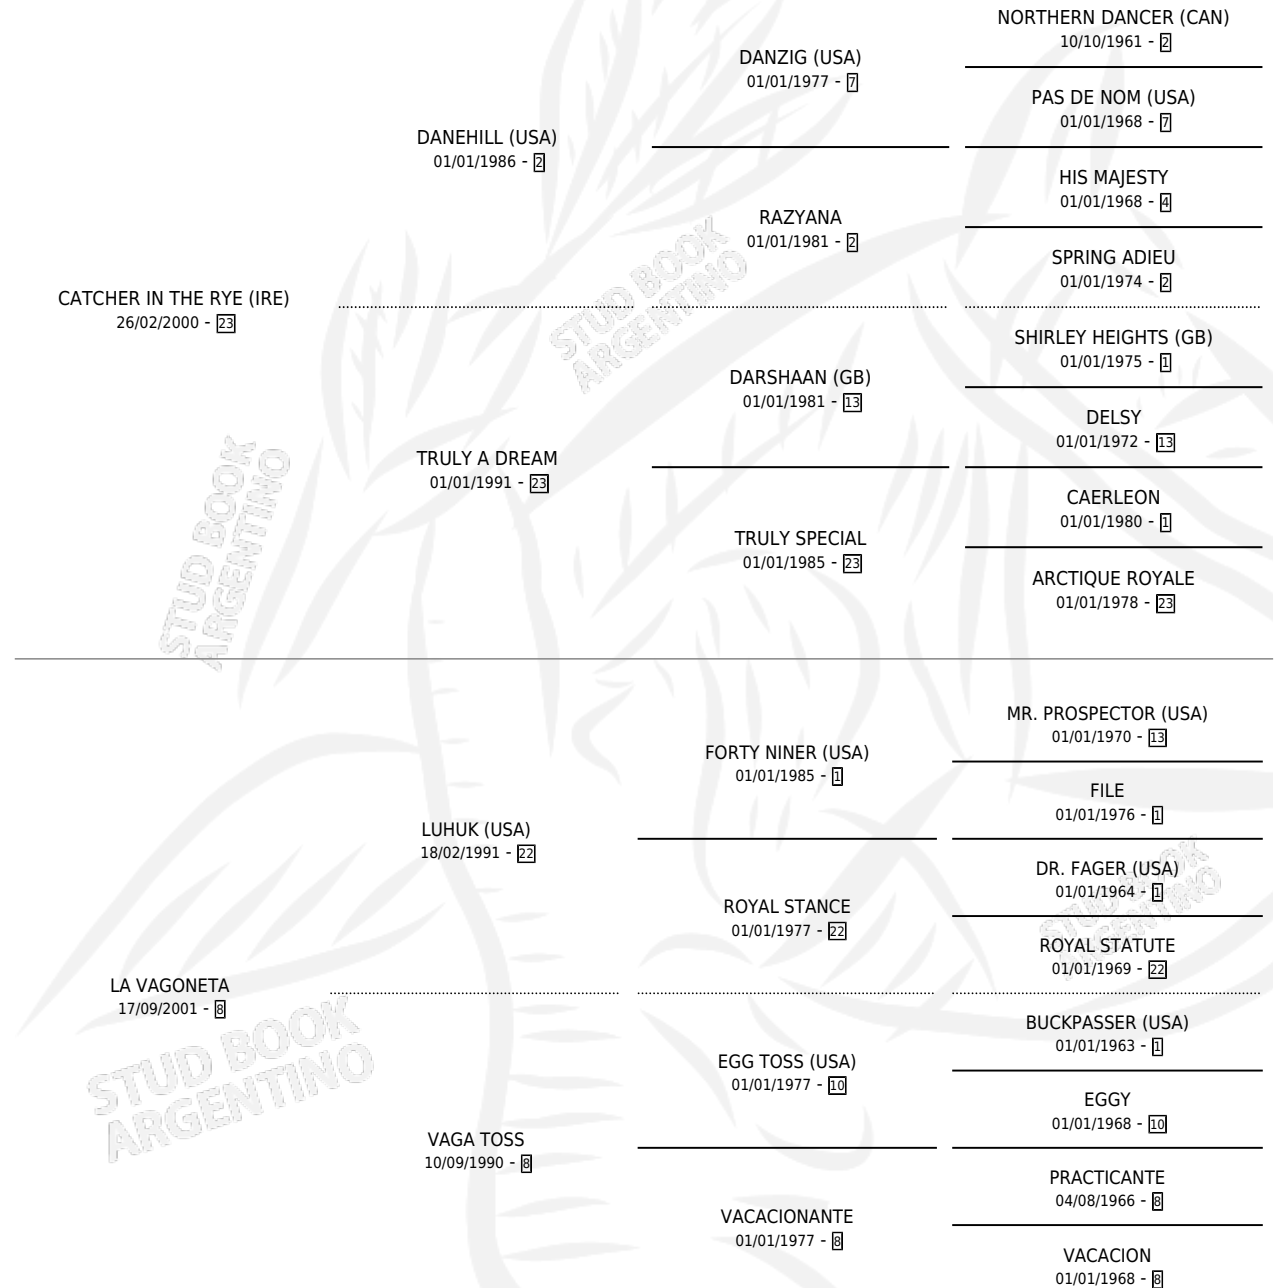 NORTHERN DANCER (CAN)
10/10/1961 - 2
DANZIG (USA)
01/01/1977 - 7
PAS DE NOM (USA)
01/01/1968 - 7
DANEHILL (USA)
01/01/1986 - 2
HIS MAJESTY
01/01/1968 - 4
RAZYANA
01/01/1981 - 2
SPRING ADIEU
01/01/1974 - 2
CATCHER IN THE RYE (IRE)
26/02/2000 - 23
SHIRLEY HEIGHTS (GB)
01/01/1975 - 1
DARSHAAN (GB)
01/01/1981 - 13
DELSY
01/01/1972 - 13
TRULY A DREAM
01/01/1991 - 23
CAERLEON
01/01/1980 - 1
TRULY SPECIAL
01/01/1985 - 23
ARCTIQUE ROYALE
01/01/1978 - 23
STUD BOOK
ARGENTINO
STUD BOOK
ARGENTINO
MR. PROSPECTOR (USA)
01/01/1970 - 13
FORTY NINER (USA)
01/01/1985 - 1
FILE
01/01/1976 - 1
LUHUK (USA)
18/02/1991 - 22
DR. FAGER (USA)
01/01/1964 - 1
ROYAL STANCE
01/01/1977 - 22
ROYAL STATUTE
01/01/1969 - 22
LA VAGONETA
17/09/2001 - 8
BUCKPASSER (USA)
01/01/1963 - 1
EGG TOSS (USA)
01/01/1977 - 10
EGGY
01/01/1968 - 10
VAGA TOSS
10/09/1990 - 8
PRACTICANTE
04/08/1966 - 8
VACACIONANTE
01/01/1977 - 8
VACACION
01/01/1968 - 8
STUD BOOK
ARGENTINO
STUD BOOK
ARGENTINO